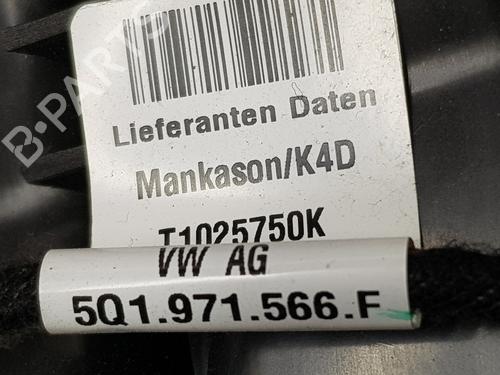 B-PARTS
Lieferanten Daten
Mankason/K4D
T1025750K
VW AG
5Q1.971.566.F